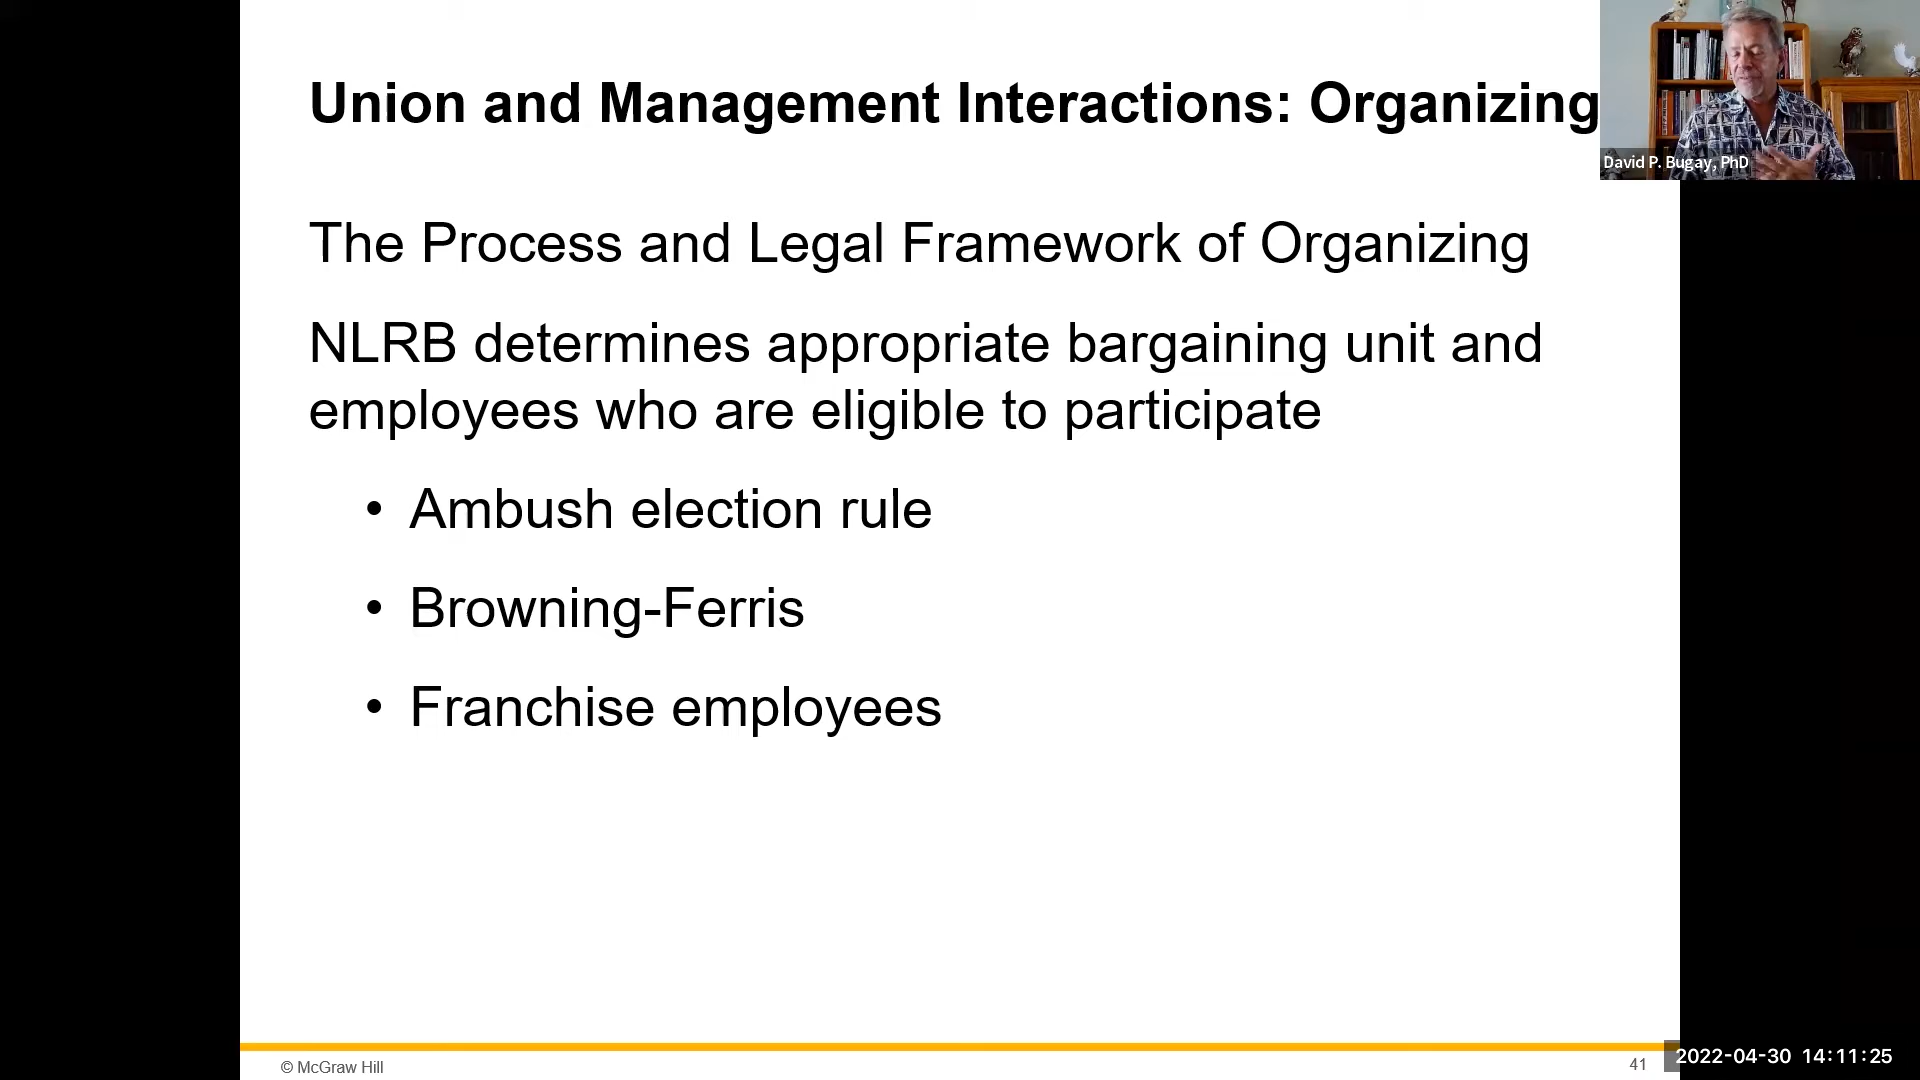 Union and Management Interactions: Organizing
David P. Bugay, PhD
The Process and Legal Framework of Organizing
NLRB determines appropriate bargaining unit and
employees who are eligible to participate
• Ambush election rule
• Browning-Ferris
• Franchise employees
© McGraw Hill
41
2022-04-30 14:11:25